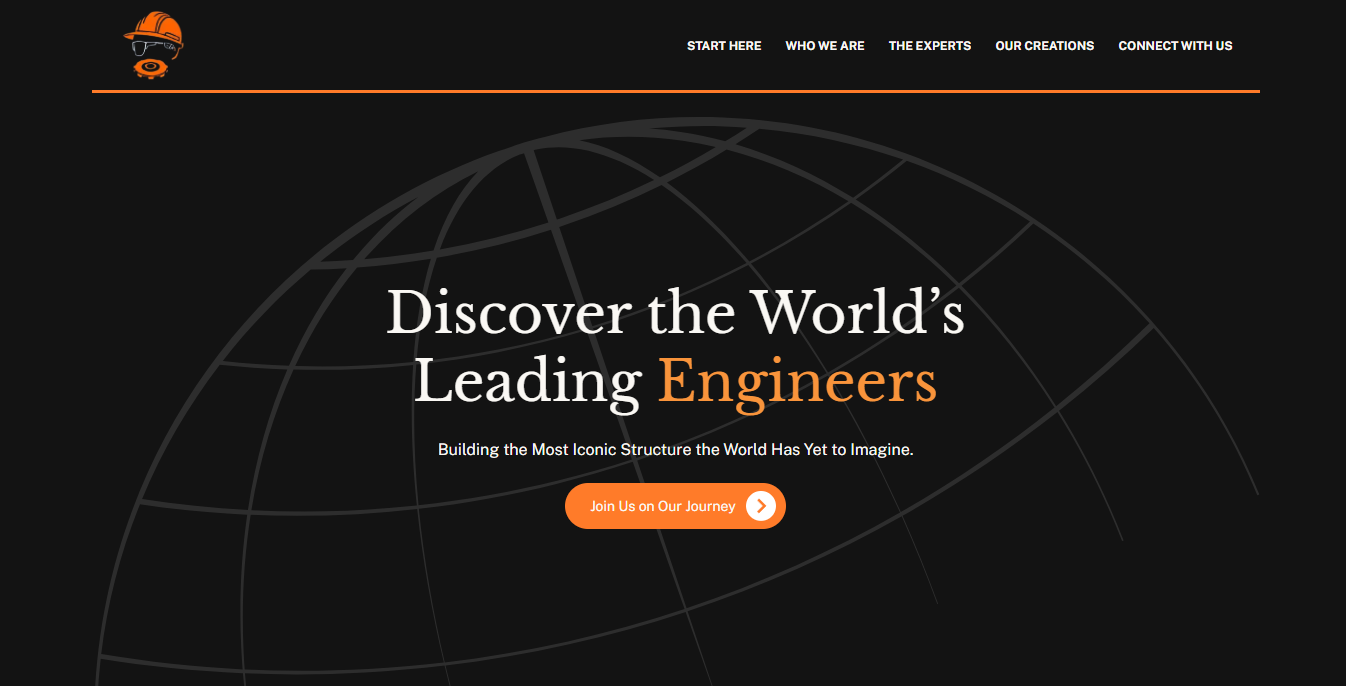 START HERE WHO WE ARE THE EXPERTS OUR CREATIONS CONNECT WITH US
Discover the World’s
Leading Engineers
Building the Most Iconic Structure the World Has Yet to Imagine.
Join Us on Our Journey